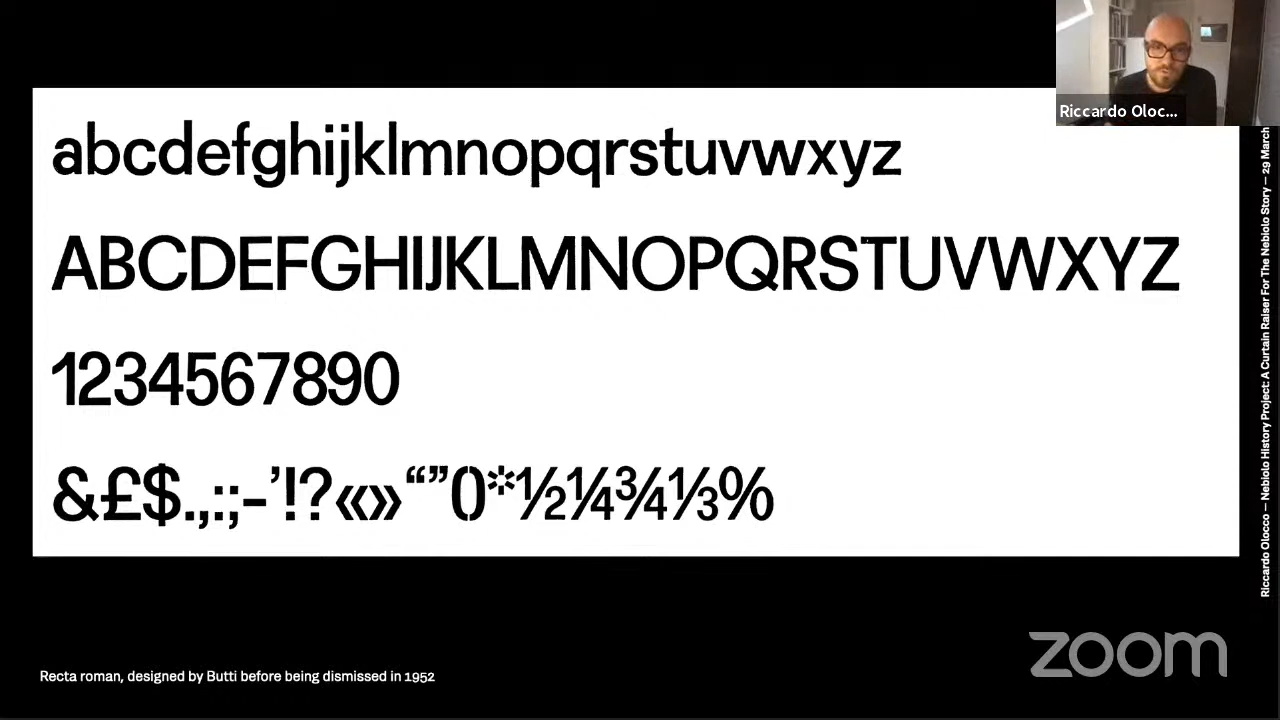 Riccardo Oloc...
abcdefghijklmnopqrstuvwxyz
ABCDEFGHIJKLMNOPQRSTUVWXYZ
1234567890
&£$.,:;-’!?«»“”()*½¼¾⅓%
Riccardo Olocco — Nebiolo History Project: A Curtain Raiser For The Nebiolo Story — 29 March
zoom
Recta roman, designed by Butti before being dismissed in 1952